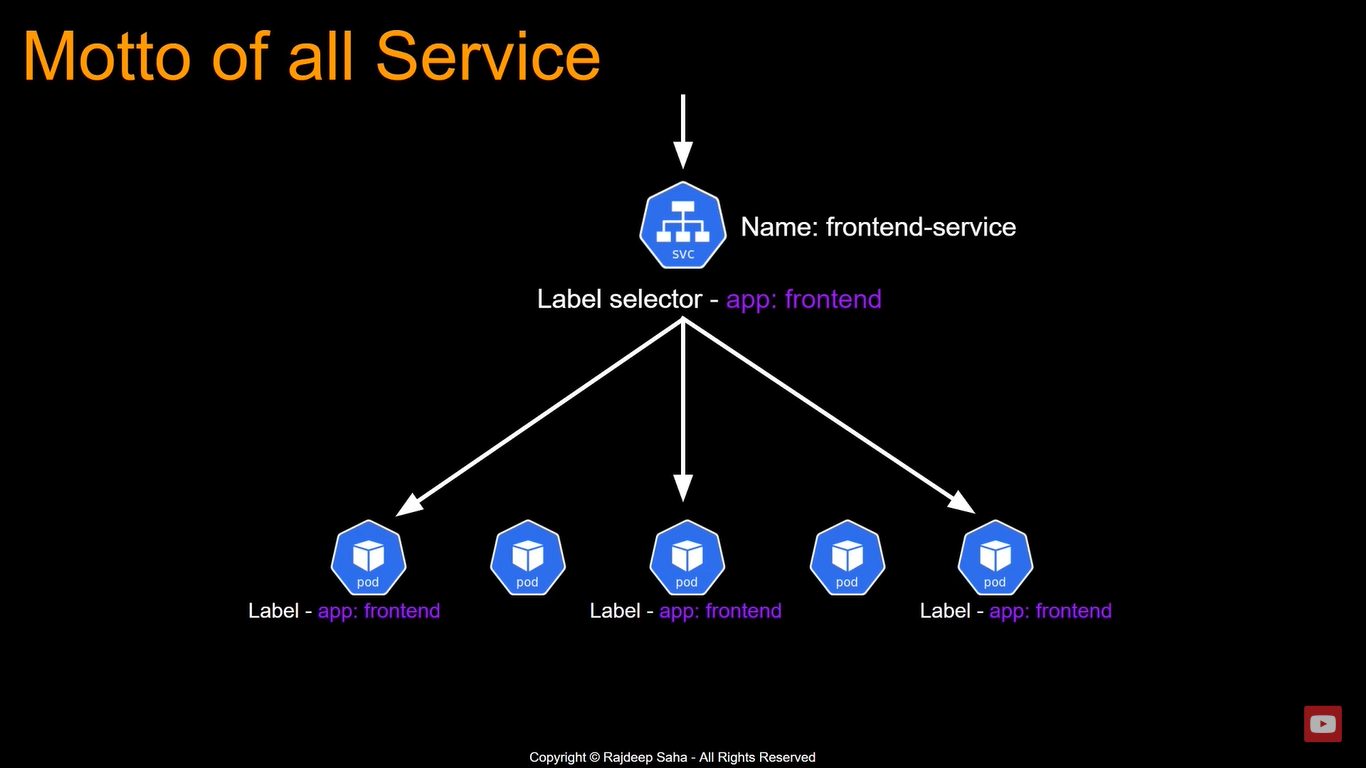 Motto of all Service
svc
Name: frontend-service
Label selector - app: frontend
pod
pod
pod
pod
pod
Label - app: frontend
Label - app: frontend
Label - app: frontend
Copyright © Rajdeep Saha - All Rights Reserved